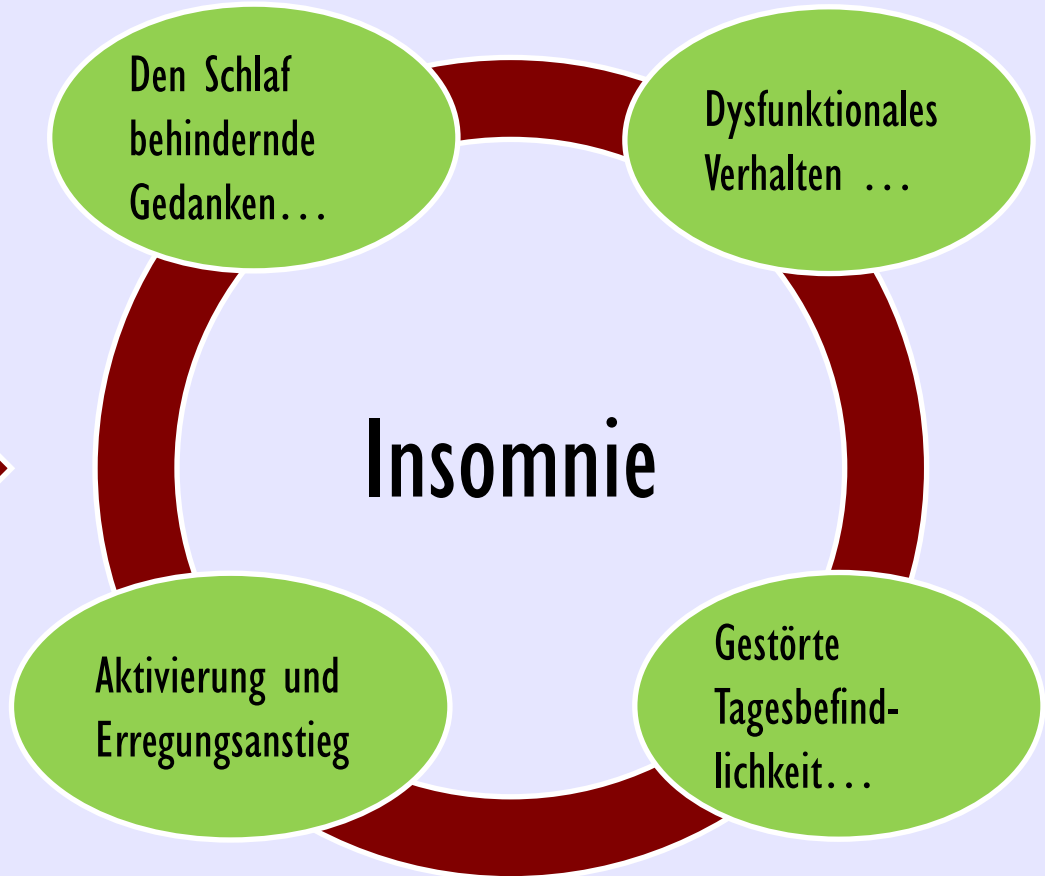 Den Schlaf
behindernde
Gedanken...
Dysfunktionales
Verhalten ...
Insomnie
Aktivierung und
Erregungsanstieg
Gestörte
Tagesbefind-
lichkeit...